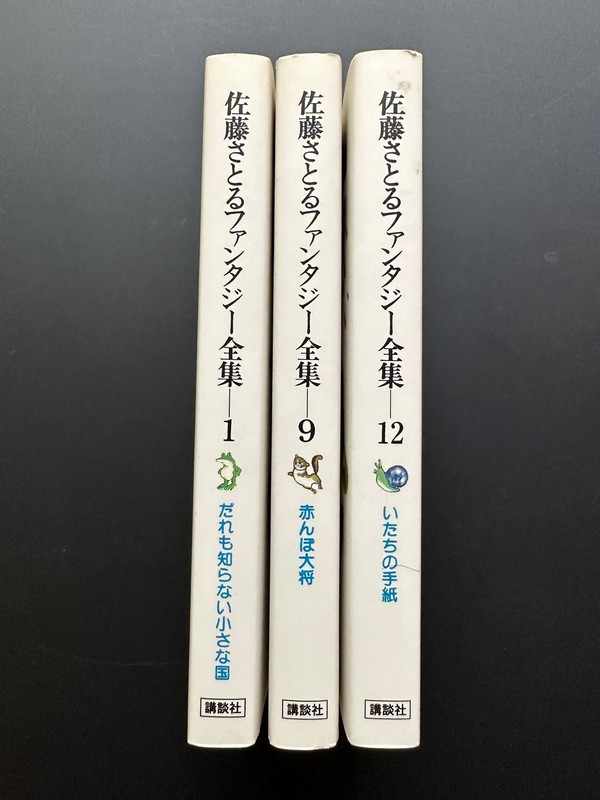 佐藤さとるファンタジー全集―1
だれも知らない小さな国
講談社
佐藤さとるファンタジー全集―9
赤んぼ大将
講談社
佐藤さとるファンタジー全集―12
いたちの手紙
講談社